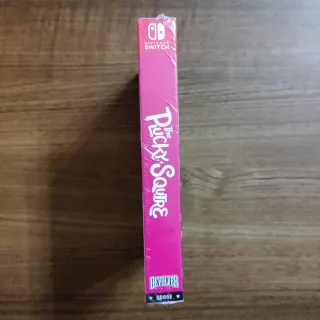 NINTENDO
SWITCH
The
PLUCKY SQUIRE
DEVOLVER